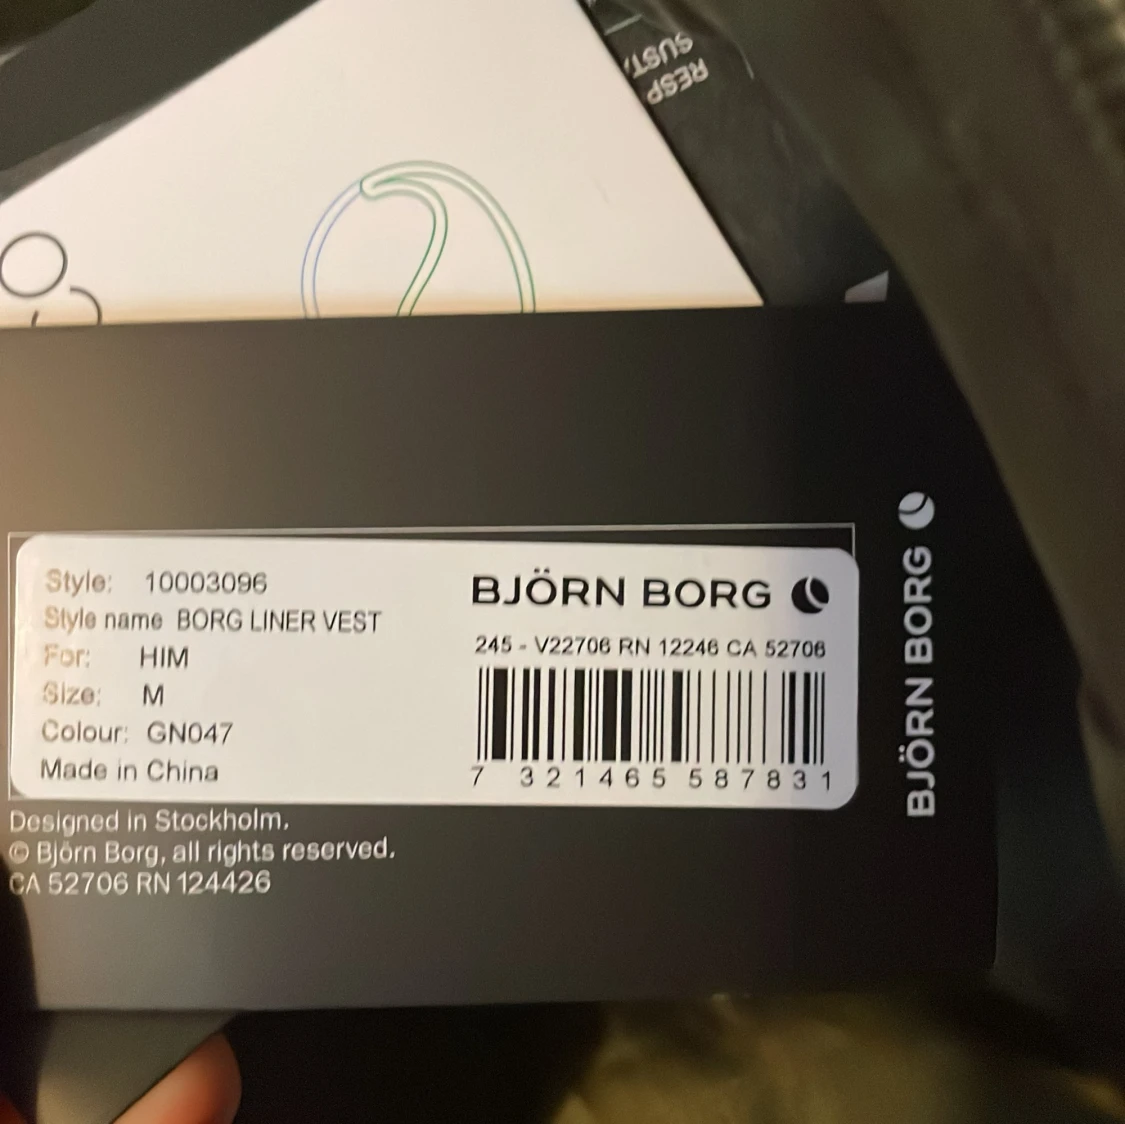 SUST
RESP
Style: 10003096
Style name BORG LINER VEST
For: HIM
Size: M
Colour: GN047
Made in China
BJÖRN BORG
245 - V22706 RN 12246 CA 52706
7 321465 587831
Designed in Stockholm.
© Björn Borg, all rights reserved.
CA 52706 RN 124426
BJÖRN BORG